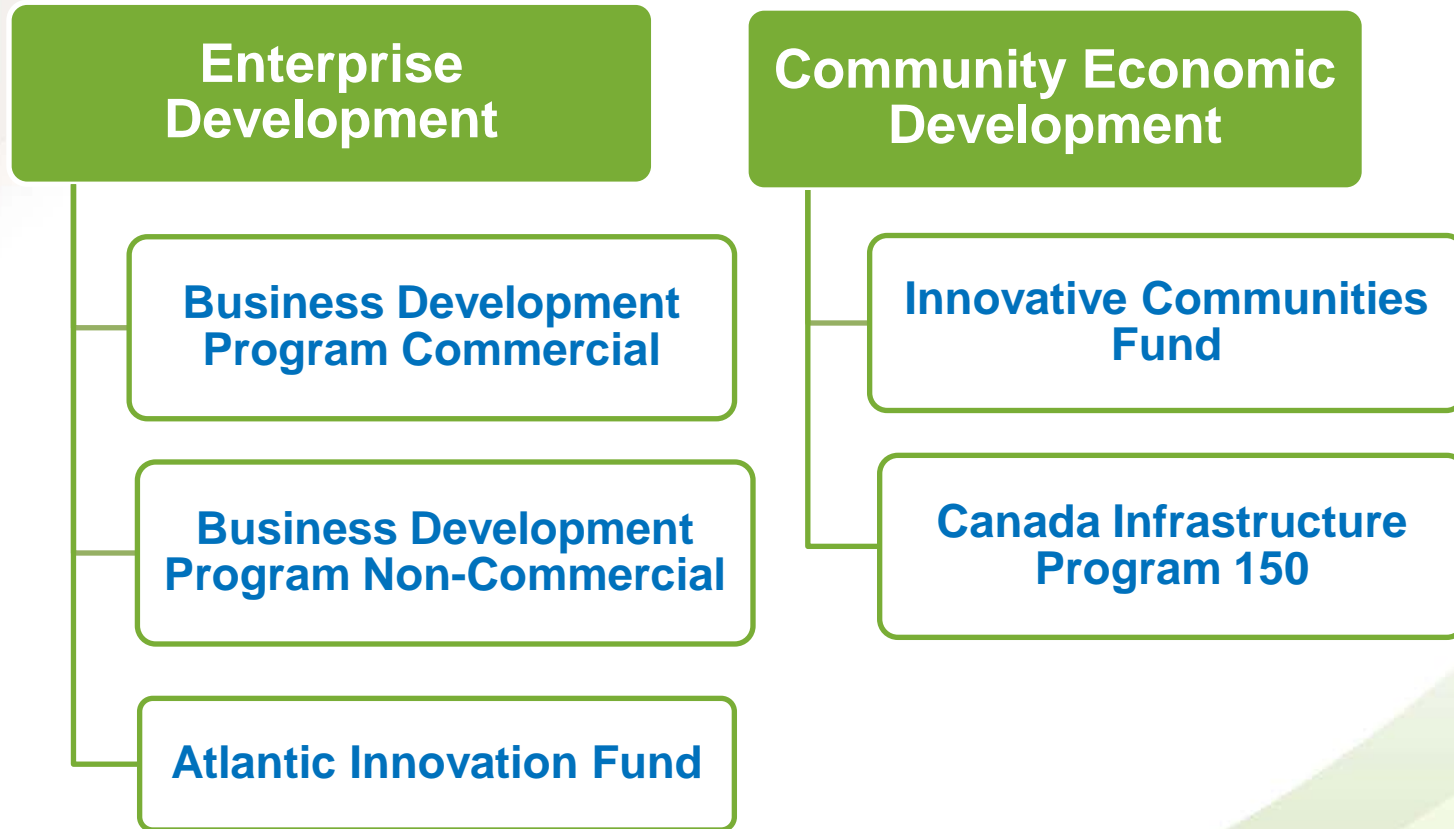 Enterprise
Development
Business Development
Program Commercial
Business Development
Program Non-Commercial
Atlantic Innovation Fund
Community Economic
Development
Innovative Communities
Fund
Canada Infrastructure
Program 150